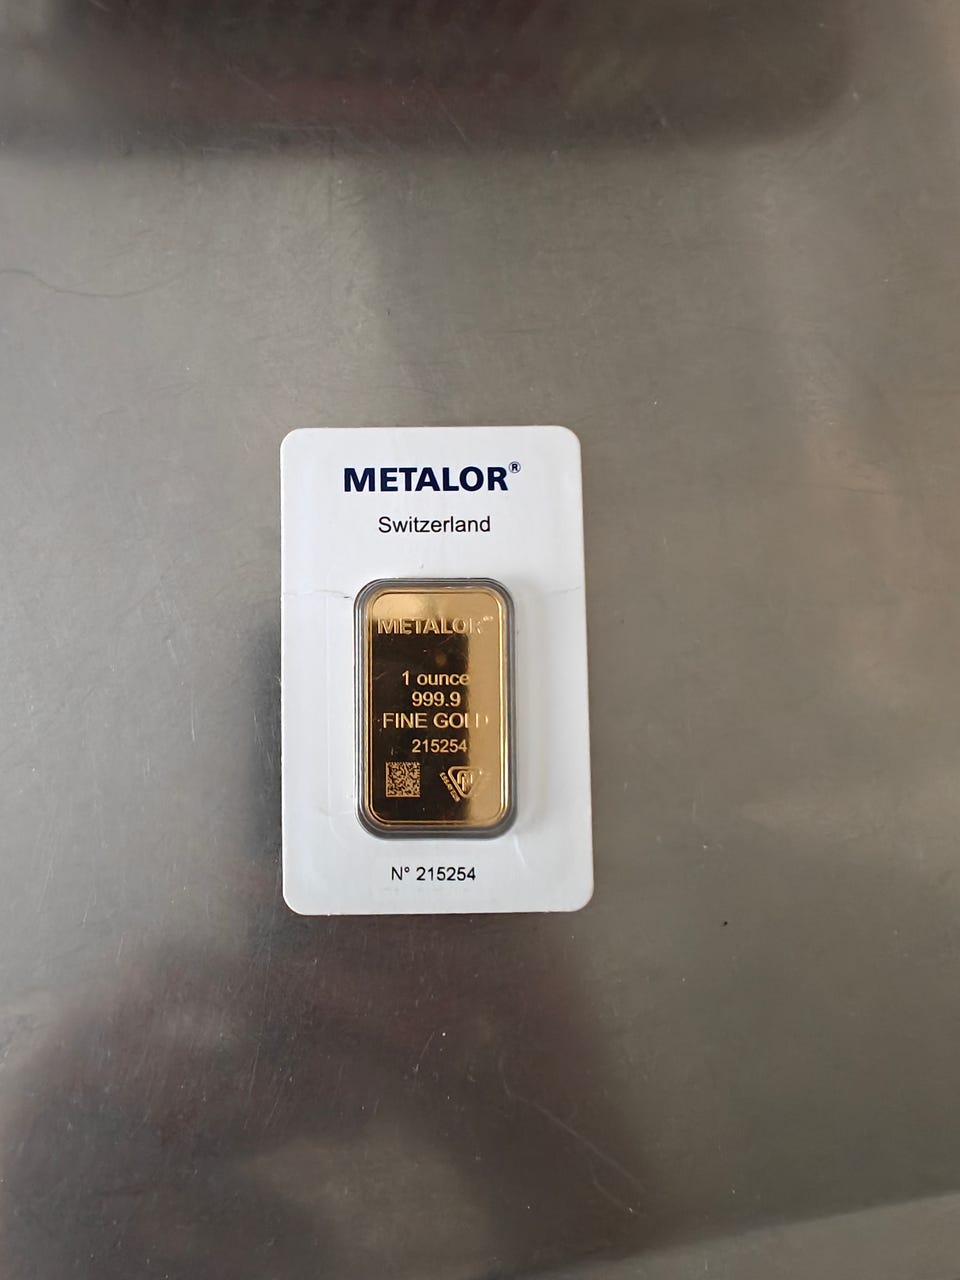 METALOR®
Switzerland
METALOR
1 ounce
999.9
FINE GOLD
215254
N° 215254